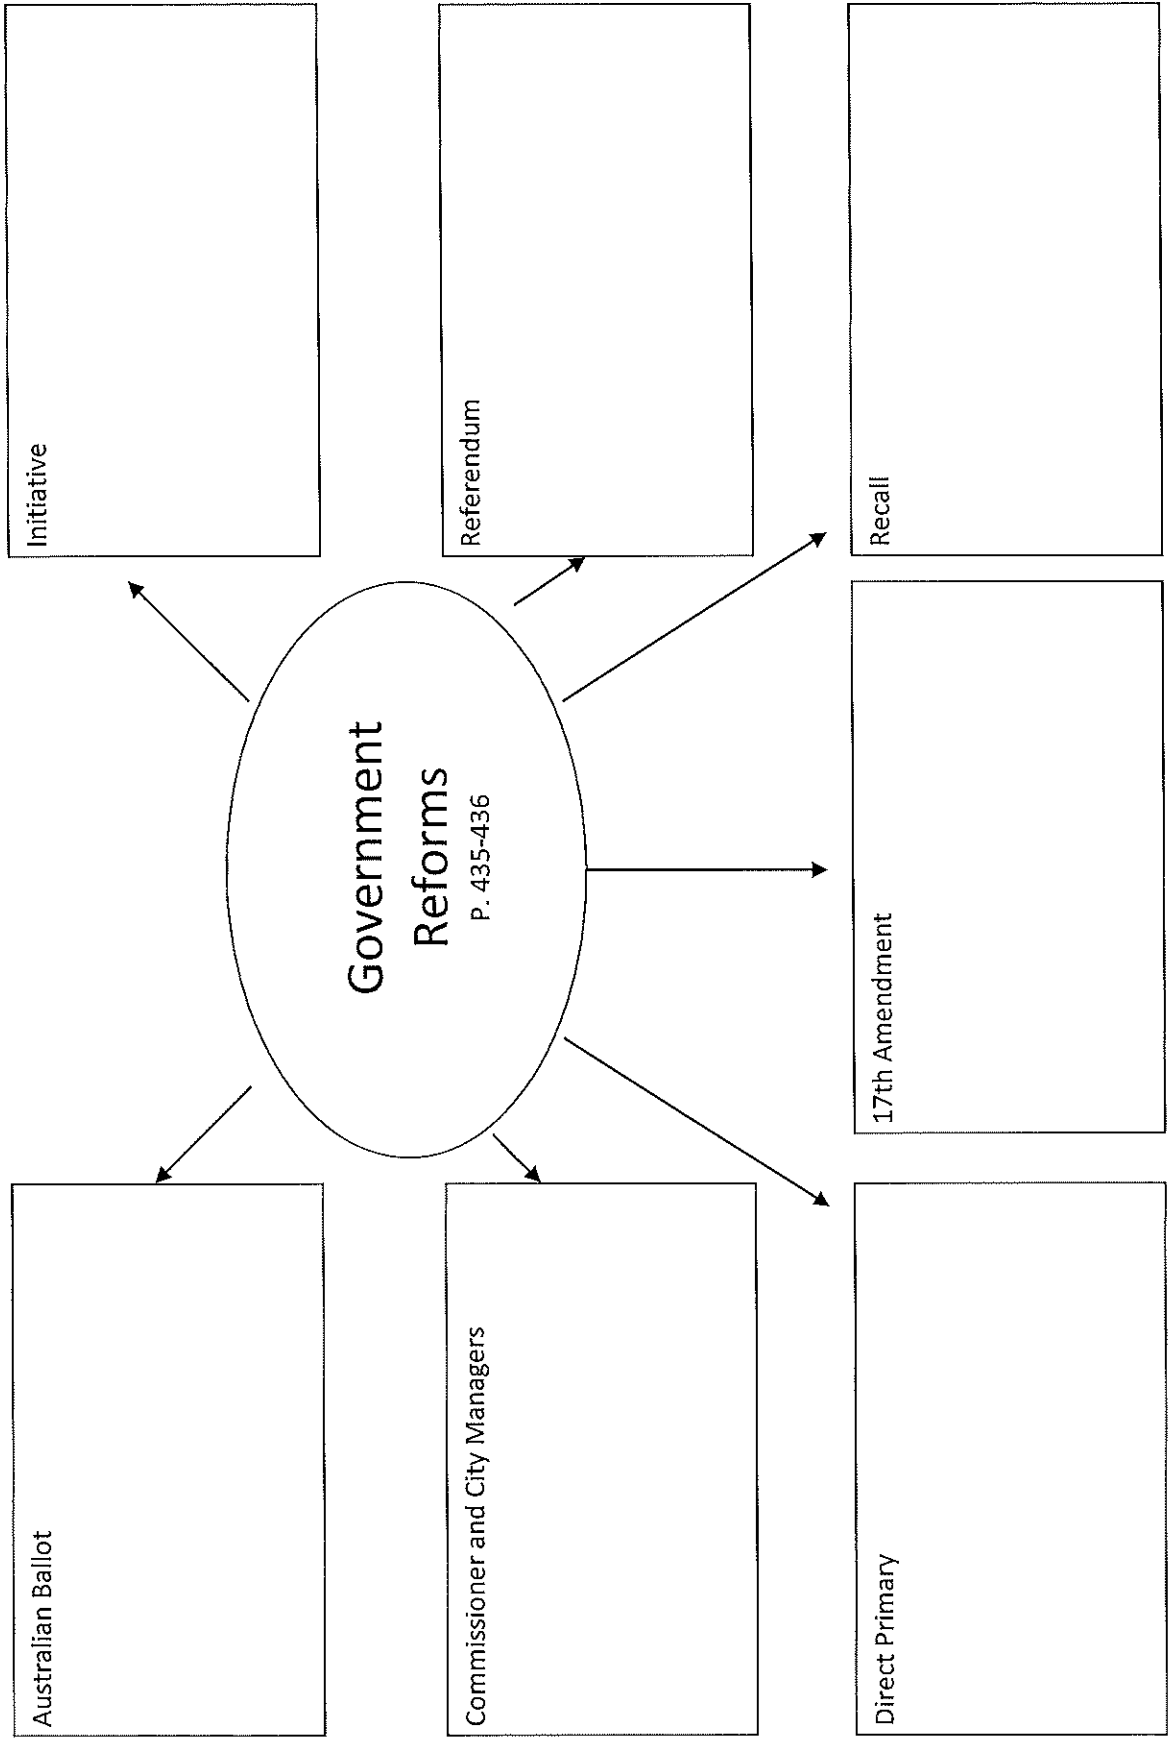 Australian Ballot
Initiative
Government
Reforms
P. 435-436
Commissioner and City Managers
Referendum
Direct Primary
17th Amendment
Recall